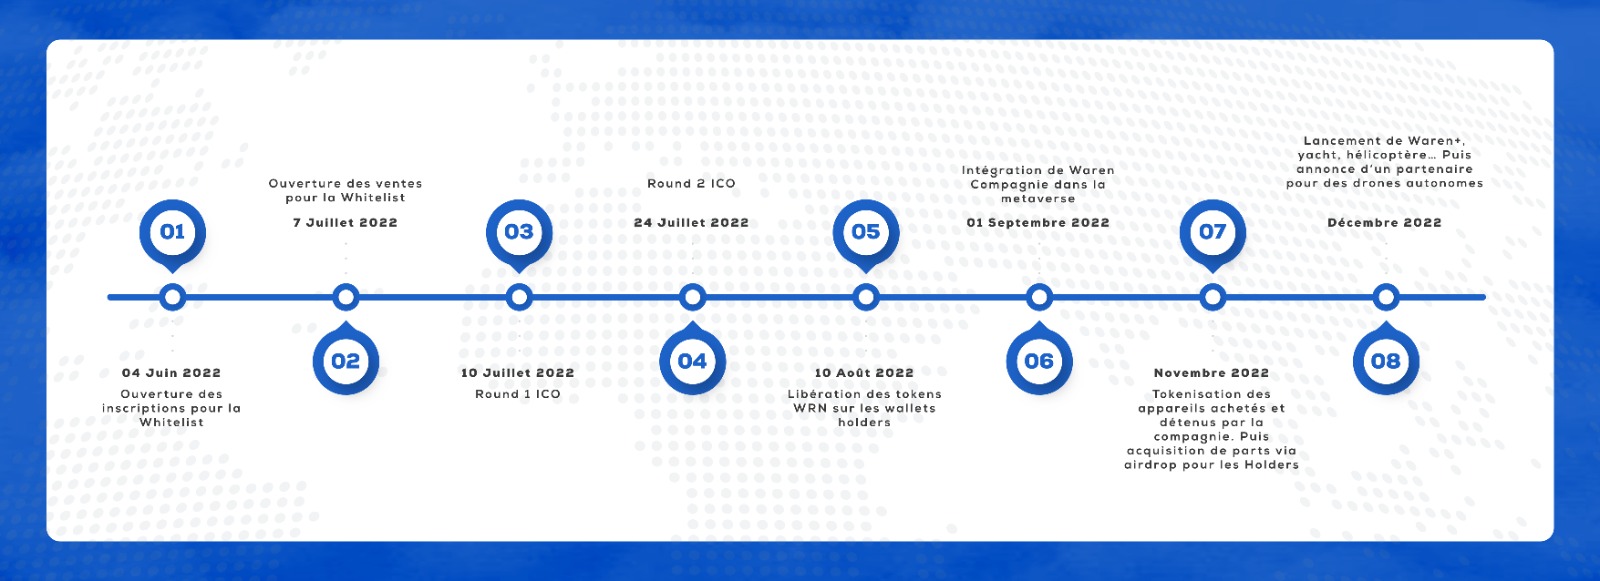 01
04 Juin 2022
Ouverture des
inscriptions pour la
Whitelist
Ouverture des ventes
pour la Whitelist
7 Juillet 2022
02
03
10 Juillet 2022
Round 1 ICO
Round 2 ICO
24 Juillet 2022
04
05
10 Août 2022
Libération des tokens
WRN sur les wallets
holders
Intégration de Waren
Compagnie dans la
metaverse
01 Septembre 2022
06
07
Novembre 2022
Tokenisation des
appareils achetés et
détenus par la
compagnie. Puis
acquisition de parts via
airdrop pour les Holders
Lancement de Waren+,
yacht, hélicoptère... Puis
annonce d'un partenaire
pour des drones autonomes
Décembre 2022
08